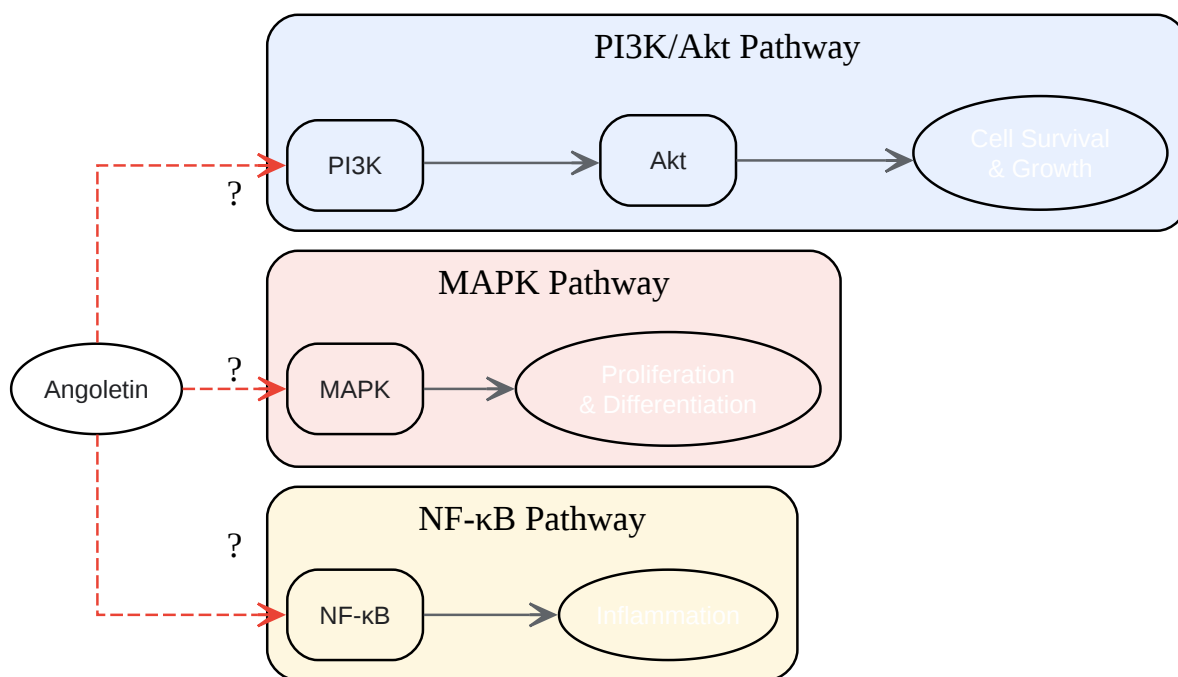 PI3K/Akt Pathway
PI3K
Akt
Cell Survival
& Growth
?
MAPK Pathway
Angoletin
?
MAPK
Proliferation
& Differentiation
NF-κB Pathway
?
NF-κB
Inflammation